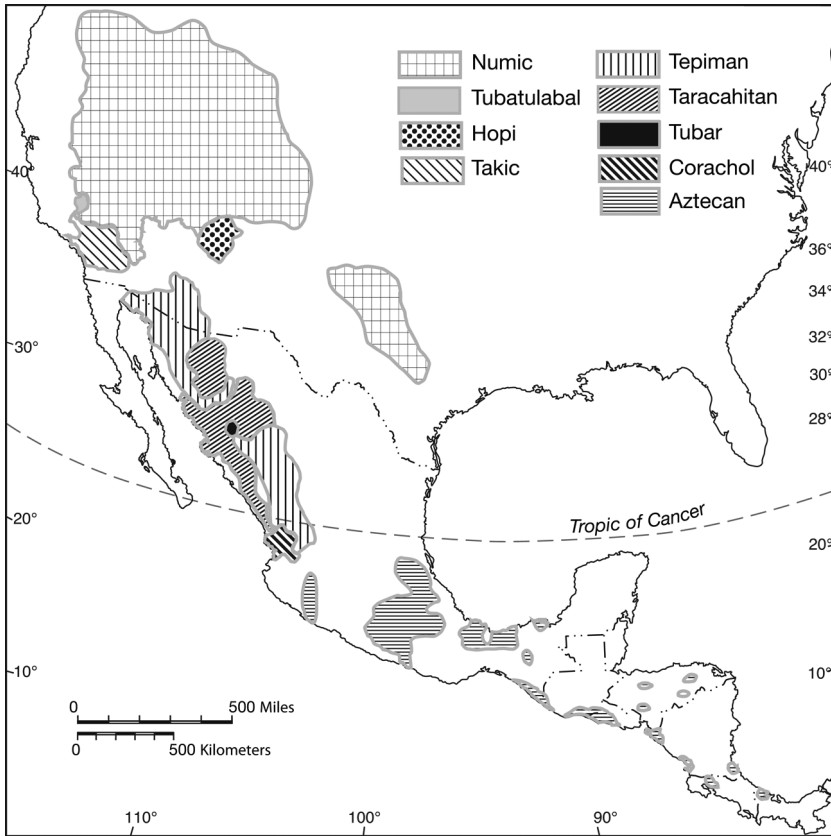 Numic
Tubatulabal
Hopi
Takic
Tepiman
Taracahitan
Tubar
Corachol
Aztecan
40
40°
36°
34°
32°
30°
30°
28°
Tropic of Cancer
20°
20°
10°
10°
0 500 Miles
0 500 Kilometers
110° 100° 90°